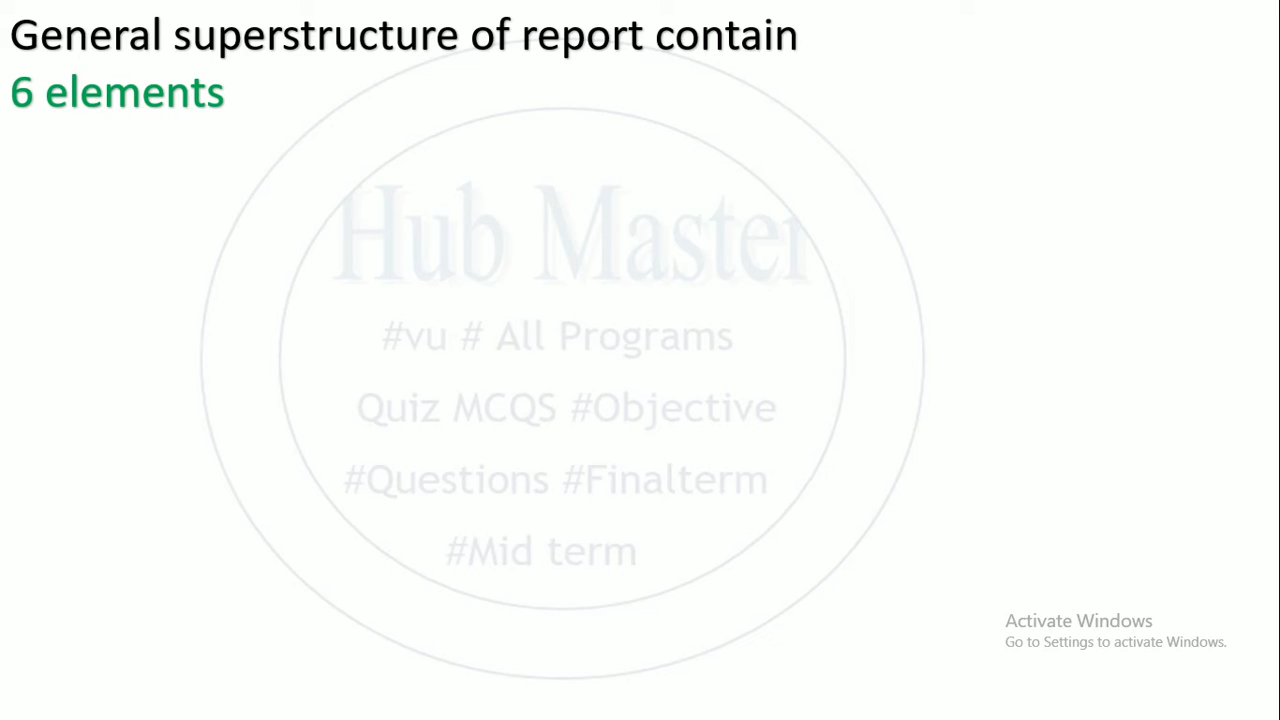 General superstructure of report contain
6 elements
Hub Master
#vu # All Programs
Quiz MCQS #Objective
#Questions #Finalterm
#Mid term
Activate Windows
Go to Settings to activate Windows.